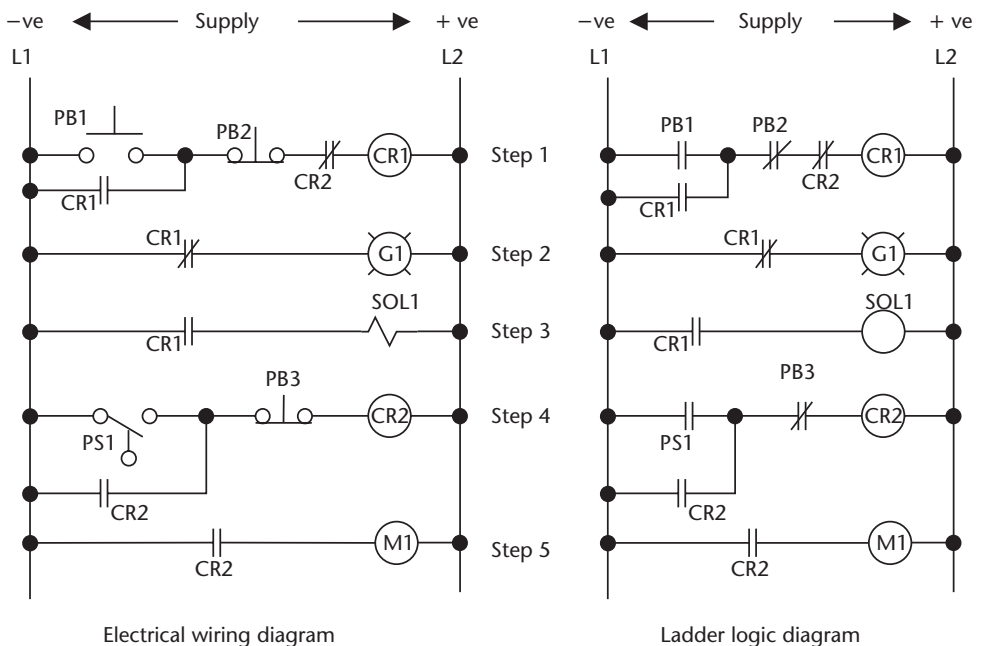 −ve Supply + ve −ve Supply + ve
L1 L2 L1 L2
PB1 PB2 CR1 Step 1 PB1 PB2 CR1
CR2 CR2
CR1 CR1
CR1 G1 Step 2 CR1 G1
SOL1 SOL1
CR1 Step 3 CR1
PB3 PB3
CR2 Step 4 CR2
PS1 PS1
CR2 CR2
M1 Step 5 M1
CR2 CR2
Electrical wiring diagram Ladder logic diagram